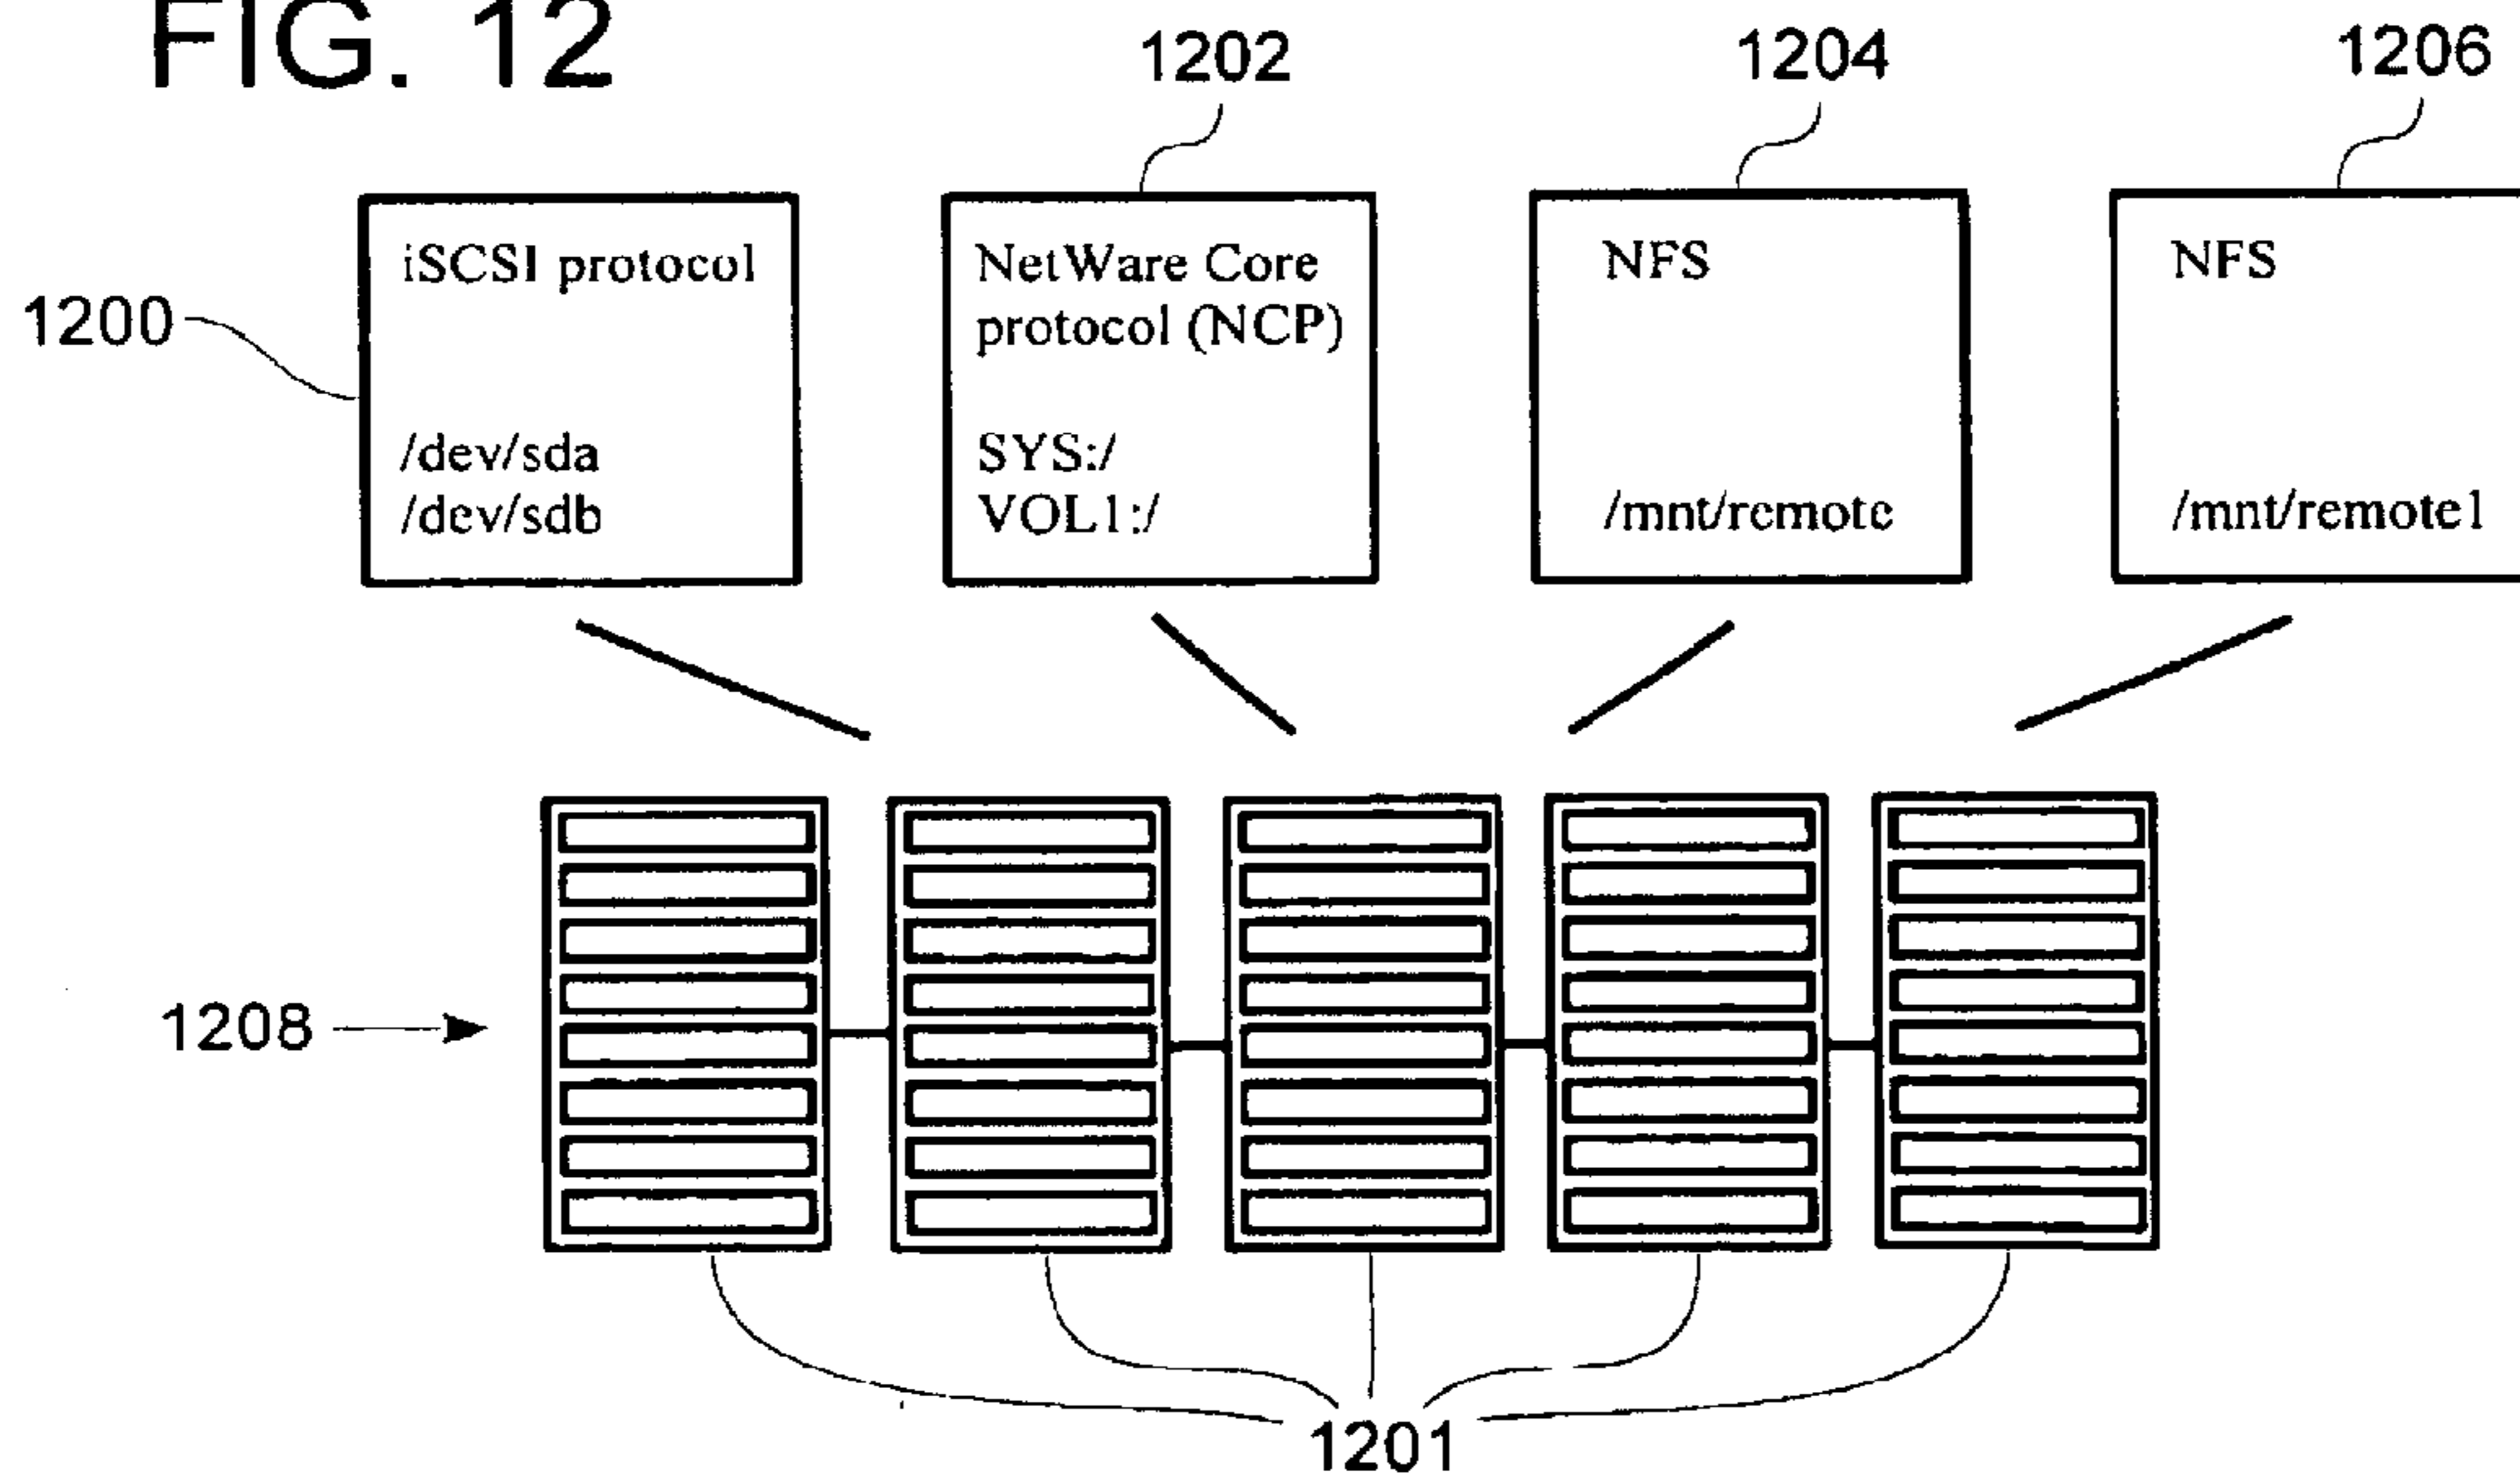 FIG. 12
1202
1204
1206
1200
iSCSI protocol
/dev/sda
/dev/sdb
NetWare Core
protocol (NCP)
SYS:/
VOL1:/
NFS
/mnt/remote
NFS
/mnt/remote1
1208
1201